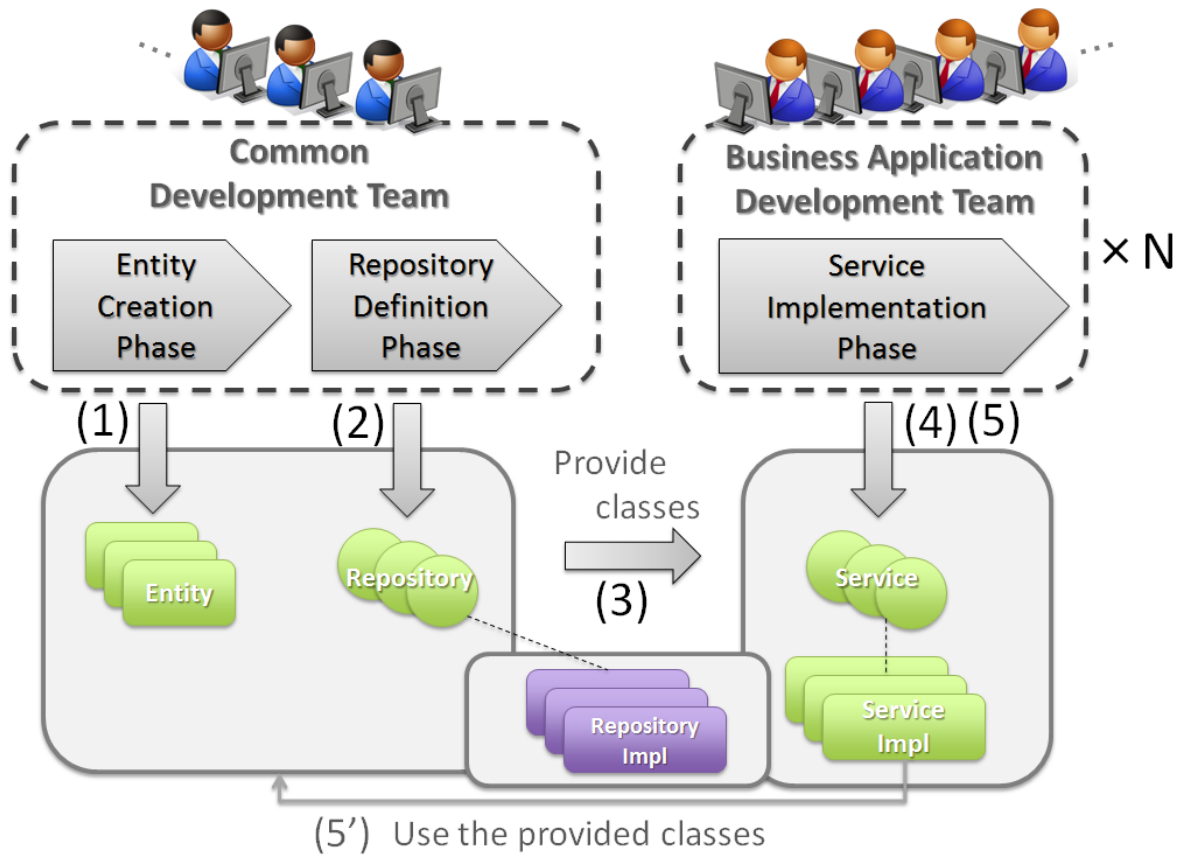 Common
Development Team
Business Application
Development Team
Entity
Creation
Phase
Repository
Definition
Phase
Service
Implementation
Phase
× N
(1)
(2)
(4) (5)
Provide
classes
(3)
Entity
Repository
Service
Repository
Impl
Service
Impl
(5’) Use the provided classes